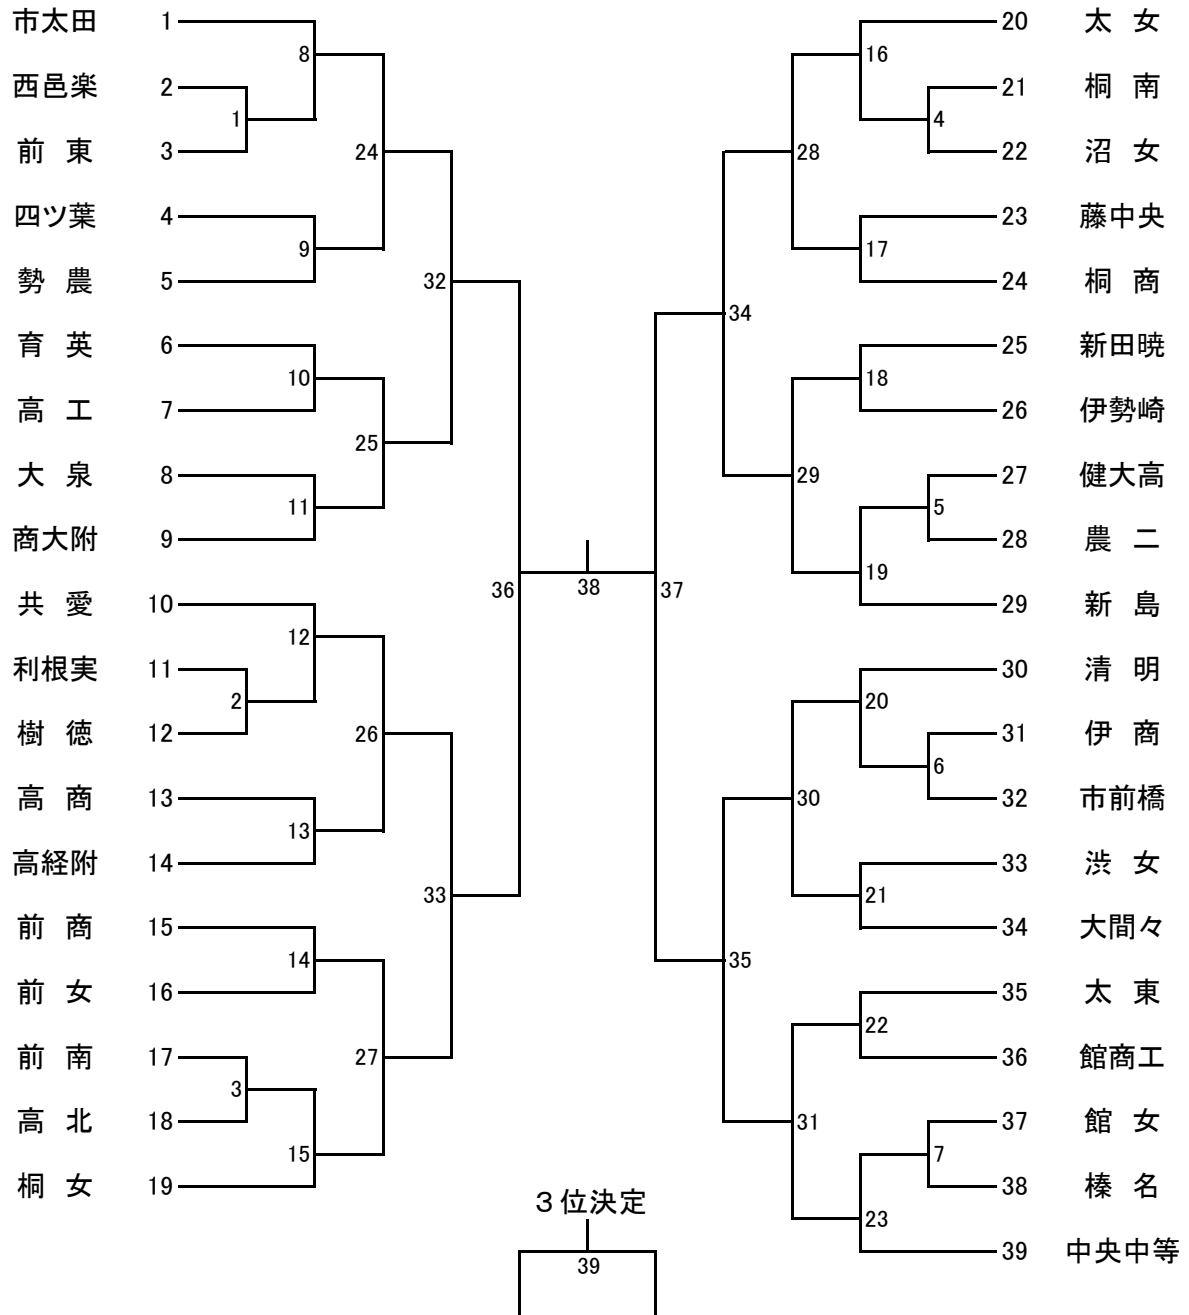 市太田 1
西邑楽 2
前 東 3
四ツ葉 4
勢 農 5
育 英 6
高 工 7
大 泉 8
商大附 9
共 愛 10
利根実 11
樹 徳 12
高 商 13
高経附 14
前 商 15
前 女 16
前 南 17
高 北 18
桐 女 19
1
2
3
8
9
10
11
12
13
14
15
24
25
26
27
32
33
36
38
37
34
35
28
29
30
31
16
17
18
19
20
21
22
23
4
5
6
7
20 太 女
21 桐 南
22 沼 女
23 藤中央
24 桐 商
25 新田暁
26 伊勢崎
27 健大高
28 農 二
29 新 島
30 清 明
31 伊 商
32 市前橋
33 渋 女
34 大間々
35 太 東
36 館商工
37 館 女
38 榛 名
39 中央中等
３位決定
39